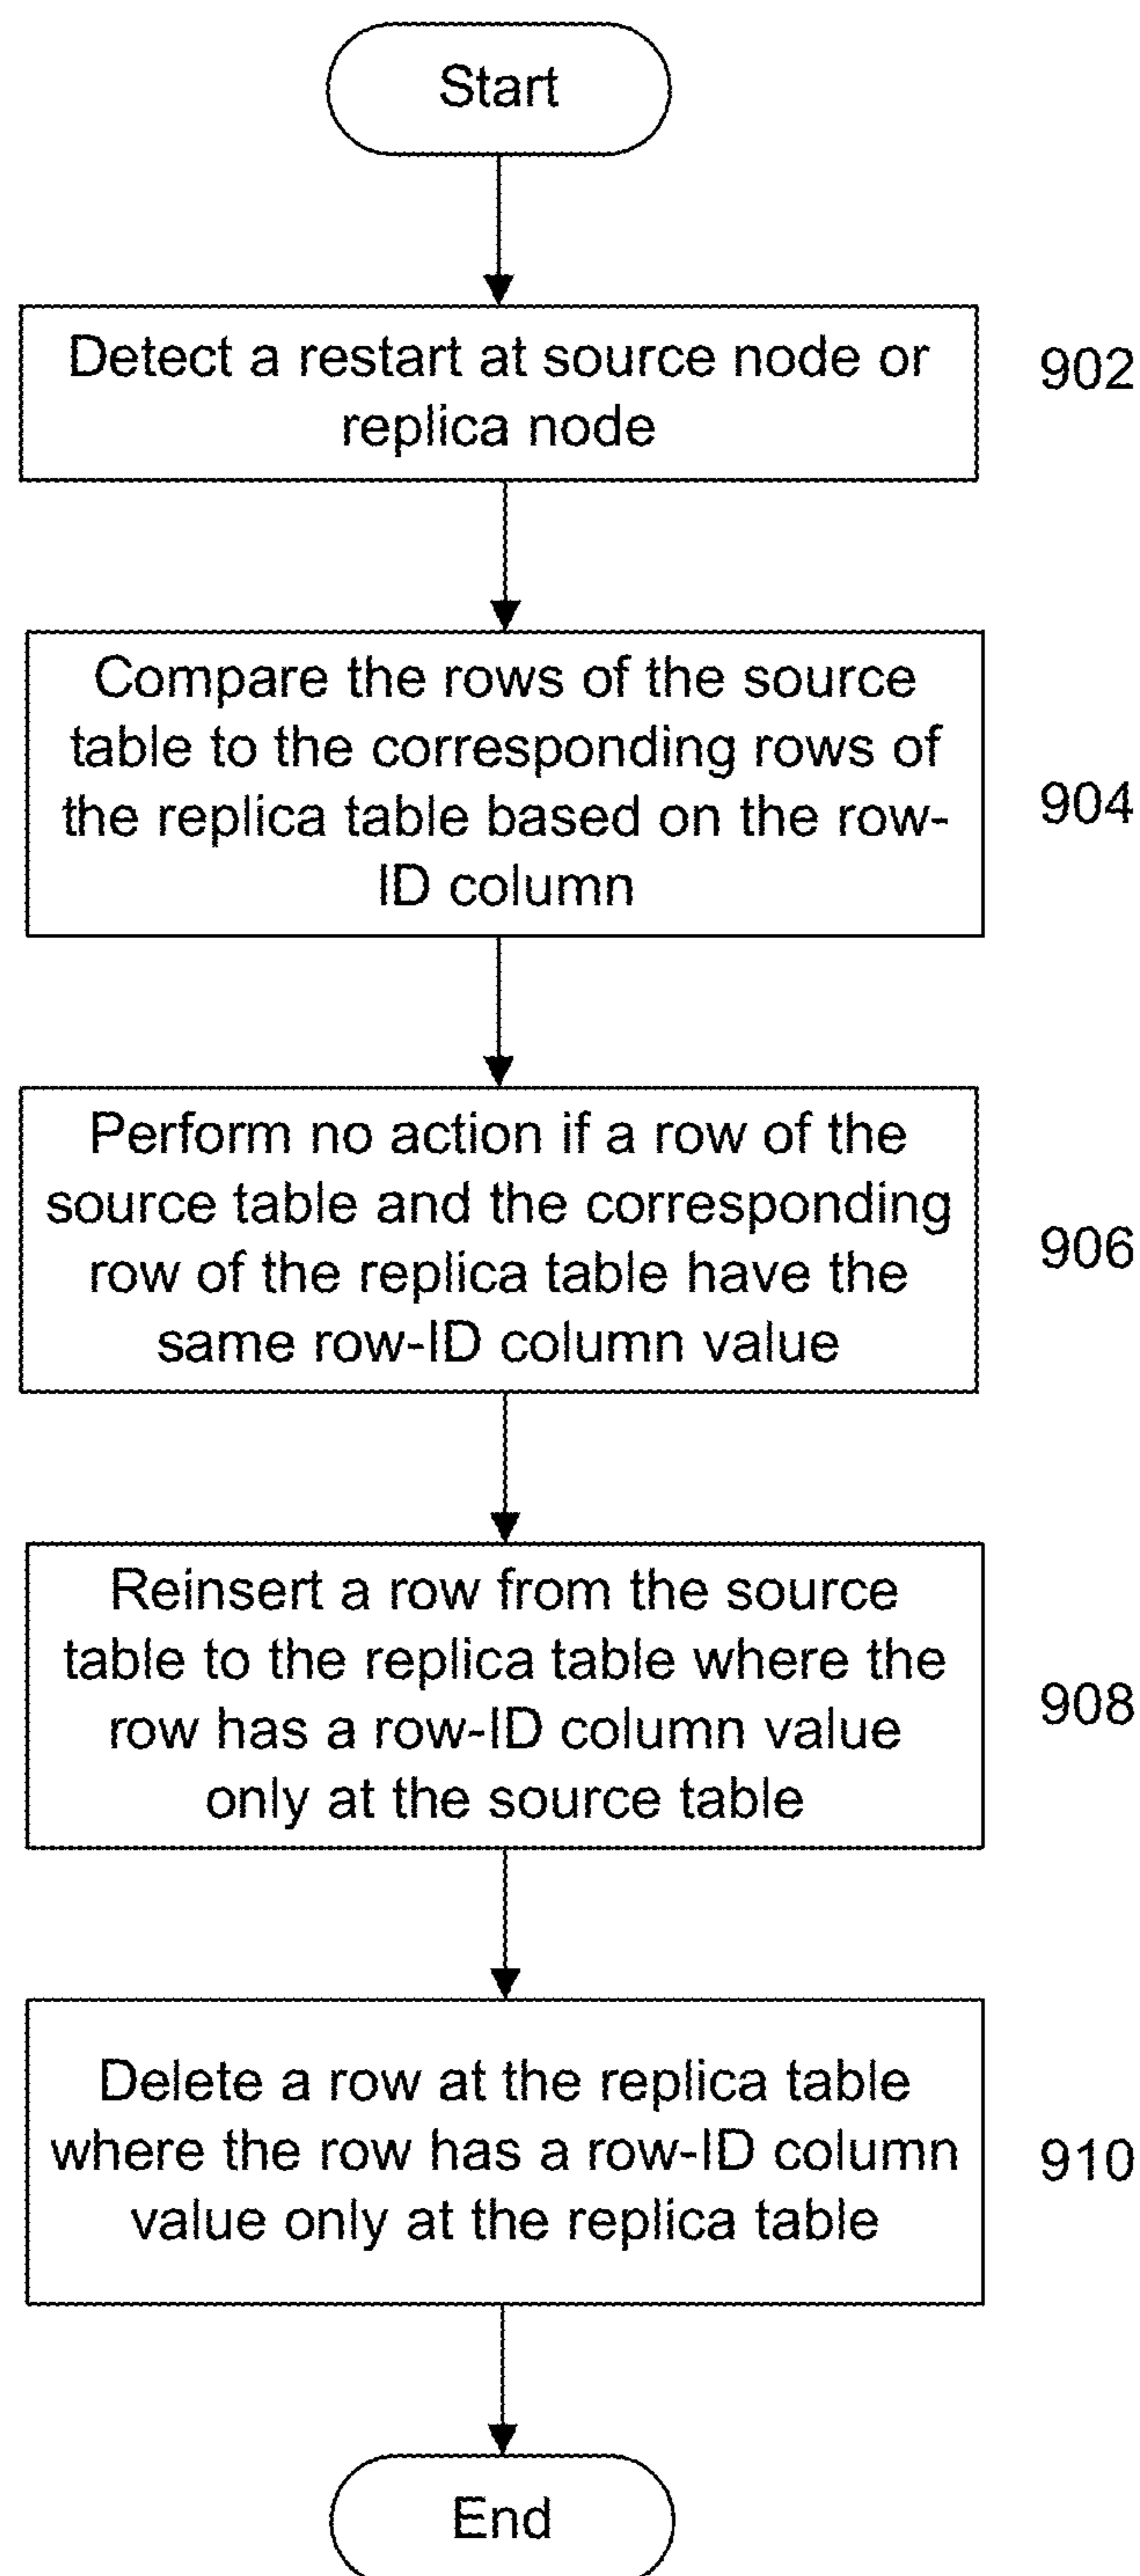 Start
Detect a restart at source node or
replica node
902
Compare the rows of the source
table to the corresponding rows of
the replica table based on the row-
ID column
904
Perform no action if a row of the
source table and the corresponding
row of the replica table have the
same row-ID column value
906
Reinsert a row from the source
table to the replica table where the
row has a row-ID column value
only at the source table
908
Delete a row at the replica table
where the row has a row-ID column
value only at the replica table
910
End